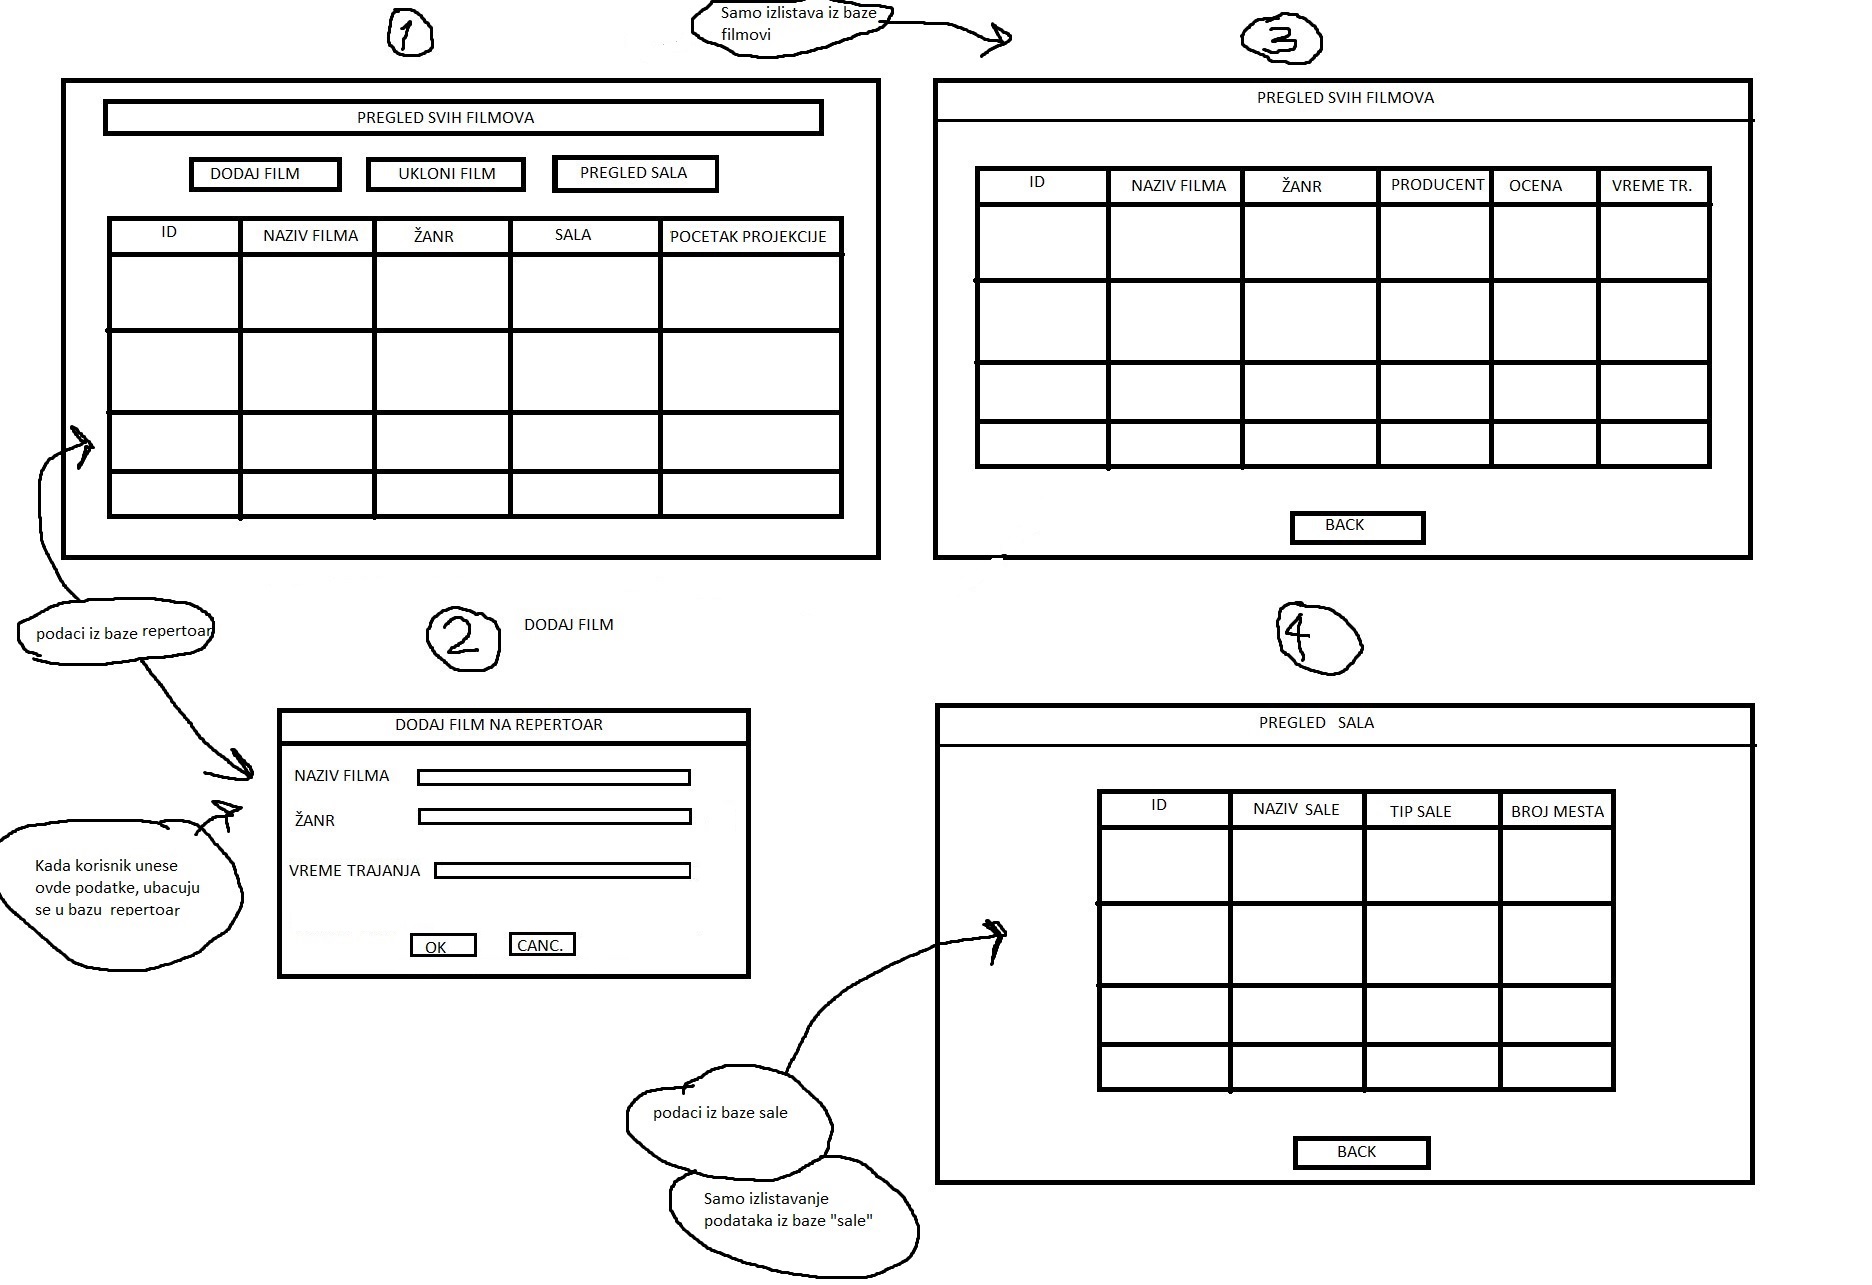 1
Samo izlistava iz baze
filmovi
3
PREGLED SVIH FILMOVA
DODAJ FILM
UKLONI FILM
PREGLED SALA
ID
NAZIV FILMA
ŽANR
SALA
POCETAK PROJEKCIJE
PREGLED SVIH FILMOVA
ID
NAZIV FILMA
ŽANR
PRODUCENT
OCENA
VREME TR.
BACK
podaci iz baze repertoar
2
DODAJ FILM
DODAJ FILM NA REPERTOAR
NAZIV FILMA
ŽANR
VREME TRAJANJA
OK
CANC.
Kada korisnik unese
ovde podatke, ubacuju
se u bazu repertoar
4
PREGLED SALA
ID
NAZIV SALE
TIP SALE
BROJ MESTA
BACK
podaci iz baze sale
Samo izlistavanje
podataka iz baze "sale"